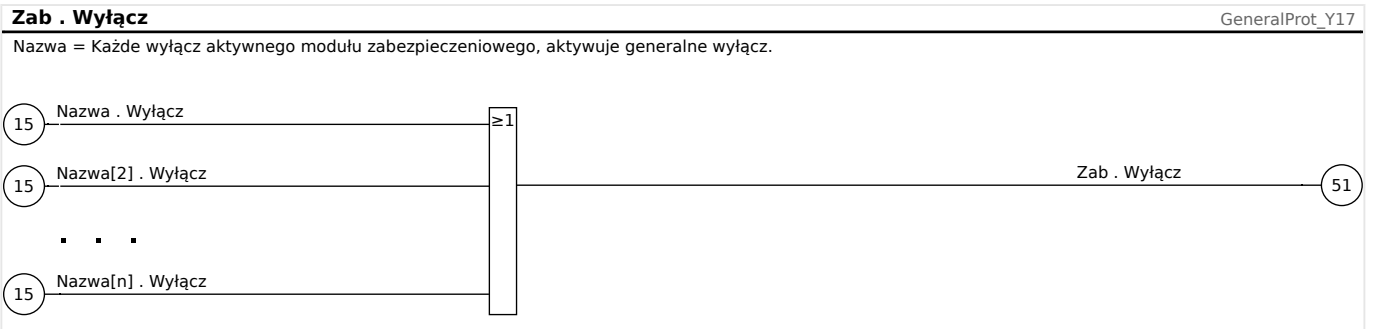 Zab . Wyłącz
GeneralProt_Y17
Nazwa = Każde wyłącz aktywnego modułu zabezpieczeniowego, aktywuje generalne wyłącz.
15
Nazwa . Wyłącz
≥1
15
Nazwa[2] . Wyłącz
Zab . Wyłącz
51
. . .
15
Nazwa[n] . Wyłącz